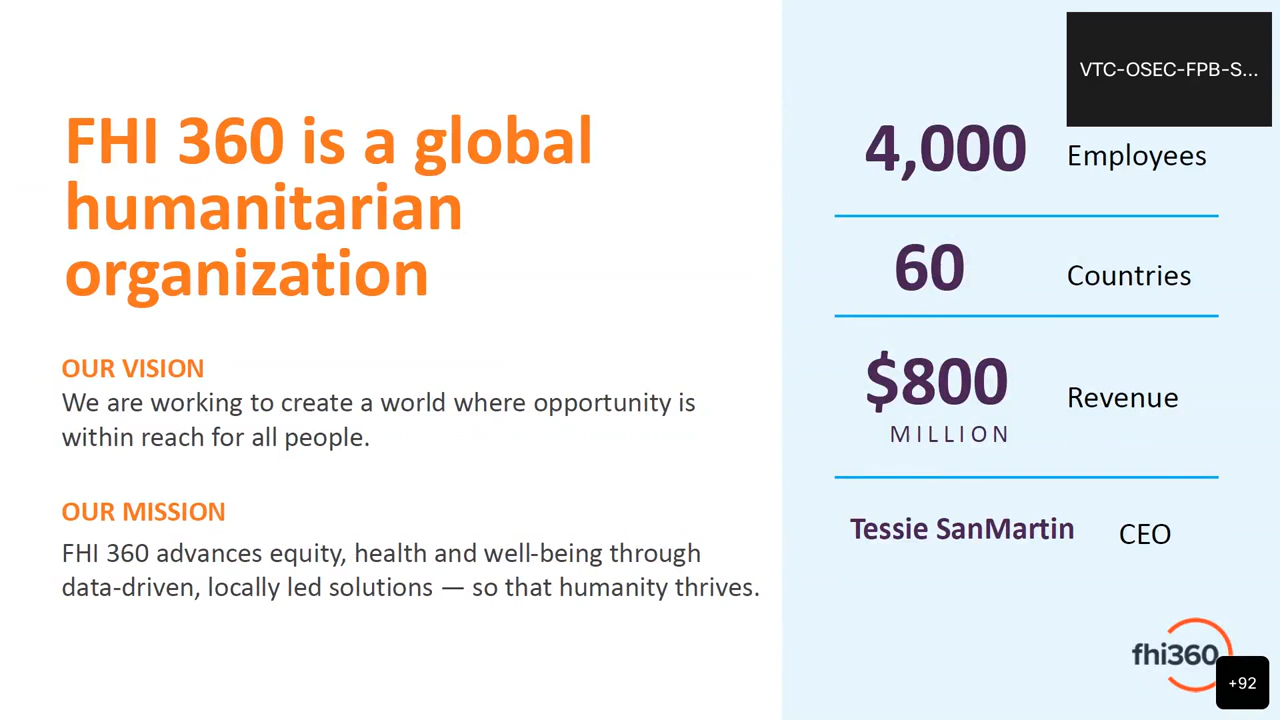 FHI 360 is a global
humanitarian
organization
OUR VISION
We are working to create a world where opportunity is
within reach for all people.
OUR MISSION
FHI 360 advances equity, health and well-being through
data-driven, locally led solutions — so that humanity thrives.
VTC-OSEC-FPB-S...
4,000 Employees
60 Countries
$800 Revenue
MILLION
Tessie SanMartin CEO
fhi360
+92